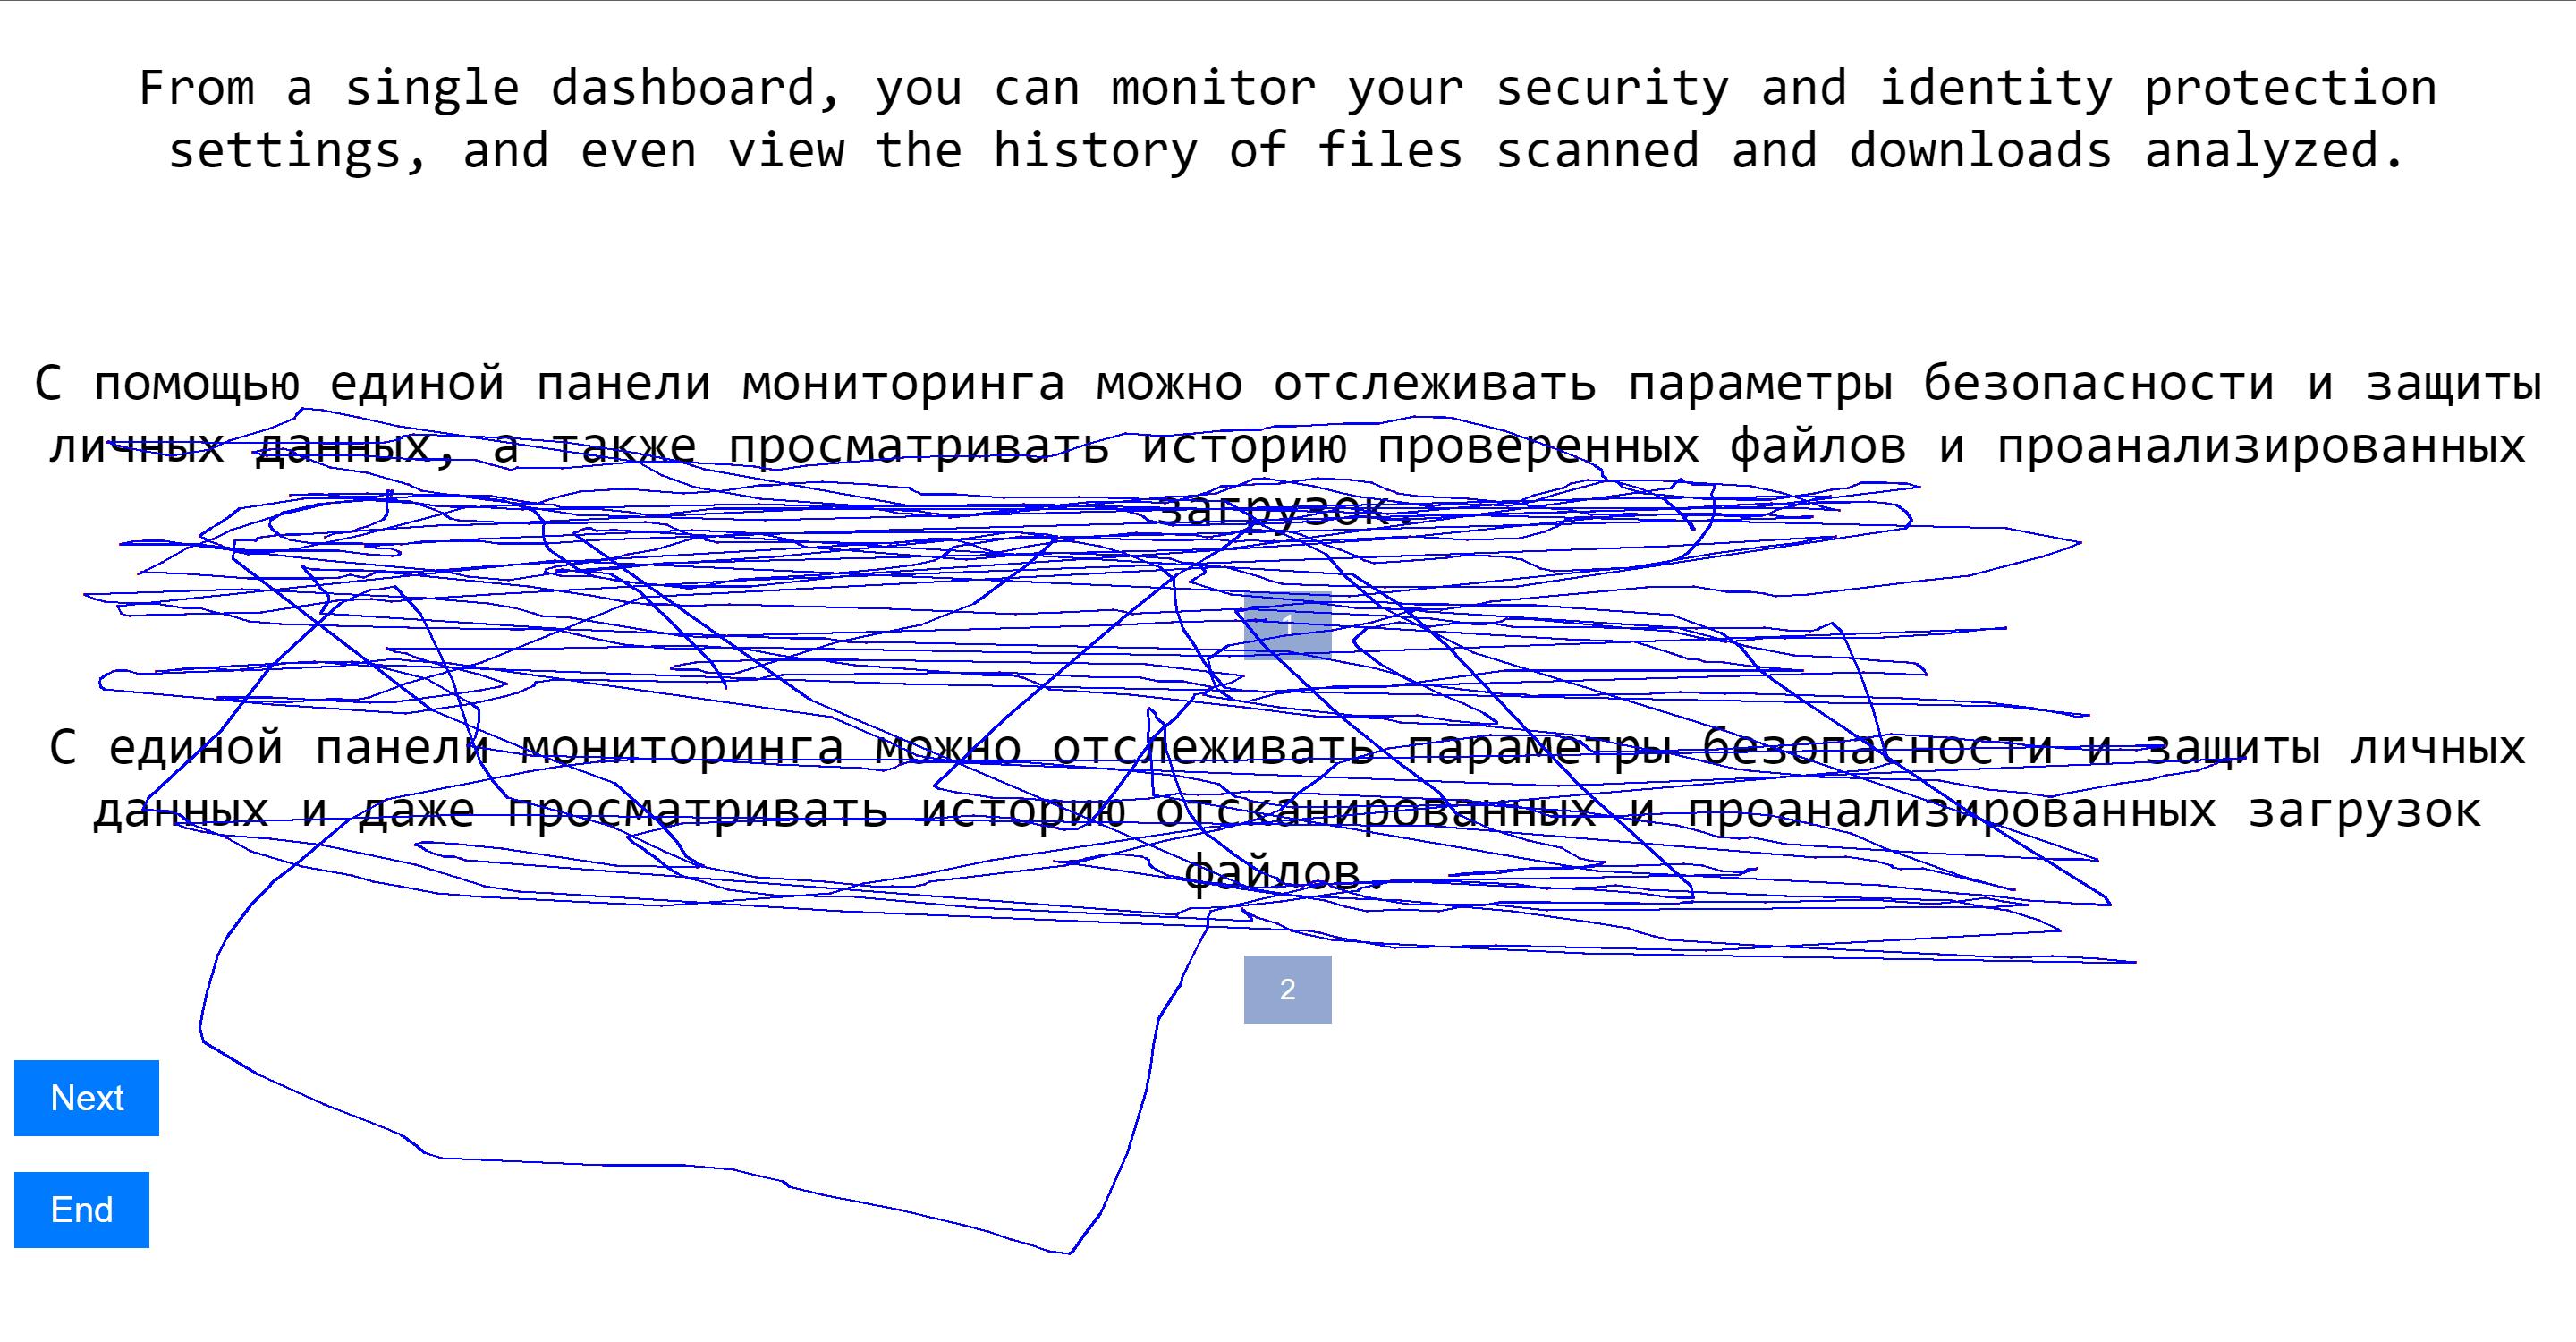 From a single dashboard, you can monitor your security and identity protection
settings, and even view the history of files scanned and downloads analyzed.
С помощью единой панели мониторинга можно отслеживать параметры безопасности и защиты
личных данных, а также просматривать историю проверенных файлов и проанализированных
загрузок.
1
С единой панели мониторинга можно отслеживать параметры безопасности и защиты личных
данных и даже просматривать историю отсканированных и проанализированных загрузок
файлов.
2
Next
End